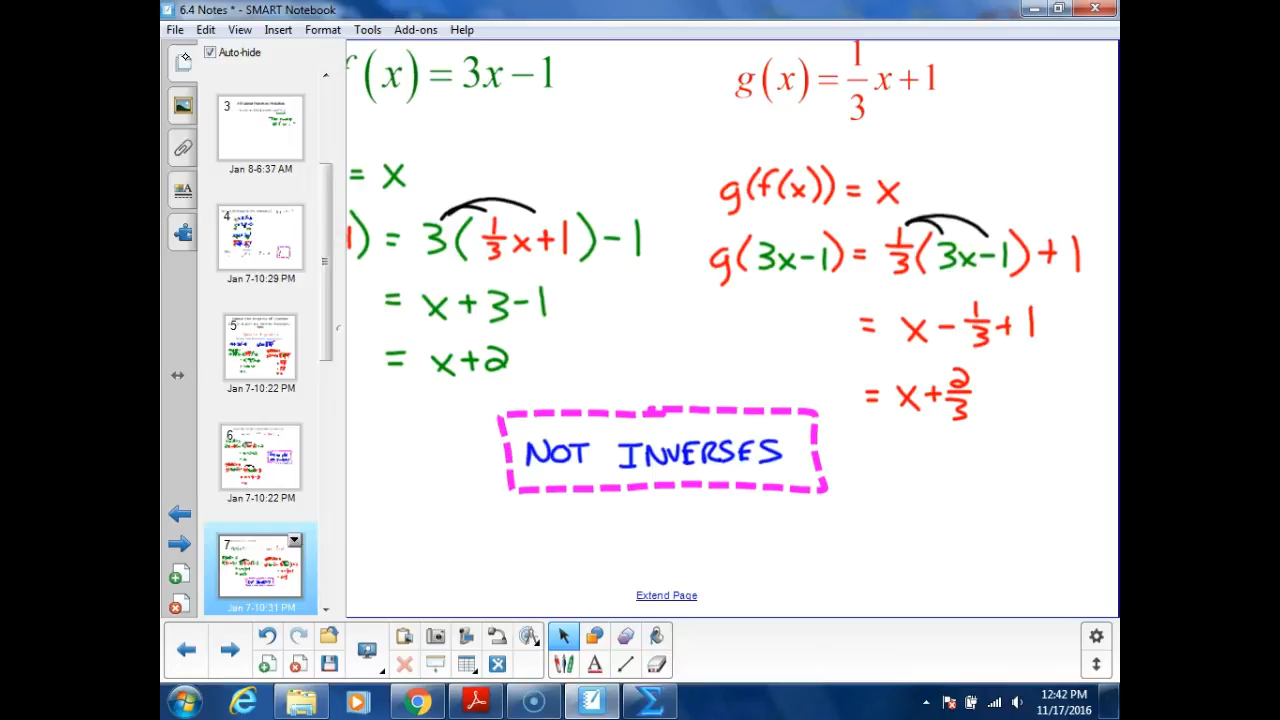 6.4 Notes * - SMART Notebook
File Edit View Insert Format Tools Add-ons Help
Auto-hide
3
Jan 8-6:37 AM
4
Jan 7-10:29 PM
5
Jan 7-10:22 PM
6
Jan 7-10:22 PM
7
Jan 7-10:31 PM
f(x) = 3x − 1
= x
1) = 3(1/3x+1) − 1
= x + 3 − 1
= x + 2
g(x) = 1/3 x + 1
g(f(x)) = x
g(3x−1) = 1/3(3x−1) + 1
= x − 1/3 + 1
= x + 2/3
NOT INVERSES
Extend Page
12:42 PM
11/17/2016